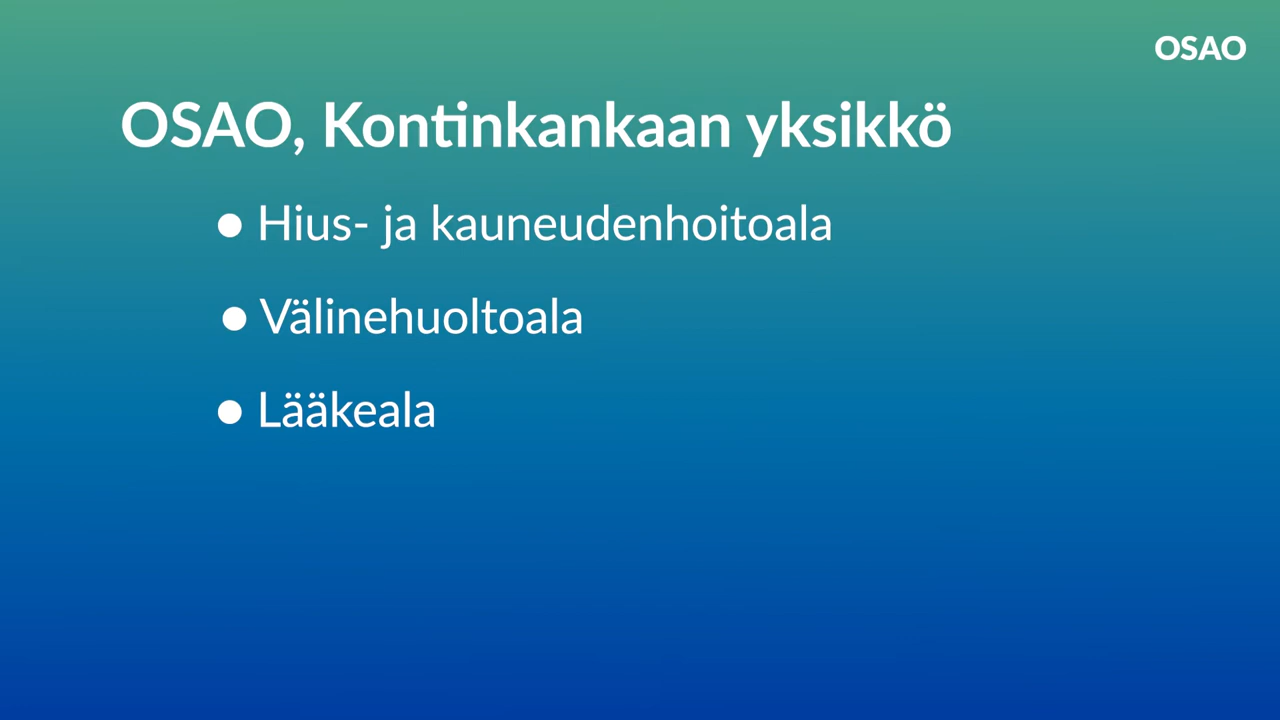 OSAO
OSAO, Kontinkankaan yksikkö
● Hius- ja kauneudenhoitoala
● Välinehuoltoala
● Lääkeala